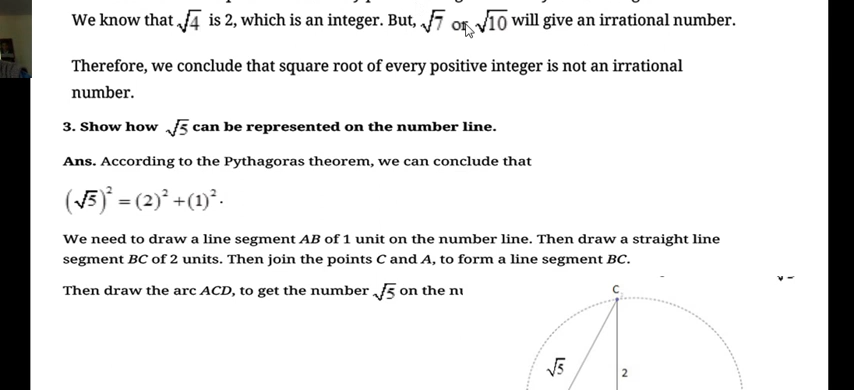 We know that √4 is 2, which is an integer. But, √7 or √10 will give an irrational number.
Therefore, we conclude that square root of every positive integer is not an irrational
number.
3. Show how √5 can be represented on the number line.
Ans. According to the Pythagoras theorem, we can conclude that
(√5)² = (2)² + (1)².
We need to draw a line segment AB of 1 unit on the number line. Then draw a straight line
segment BC of 2 units. Then join the points C and A, to form a line segment BC.
Then draw the arc ACD, to get the number √5 on the
C
√5
2